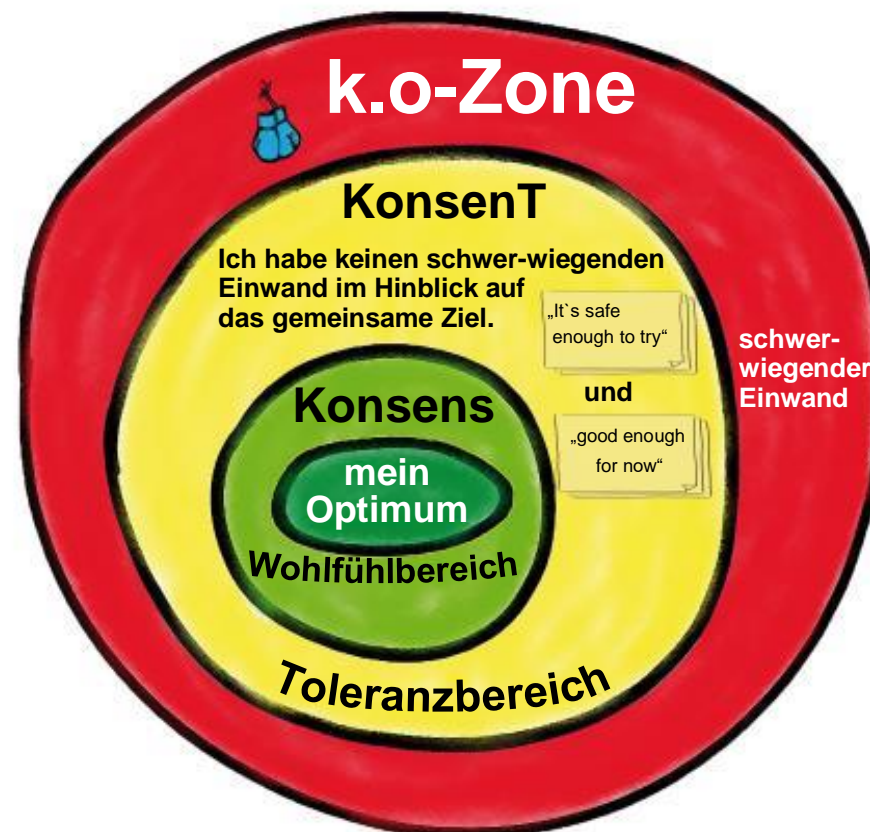 k.o-Zone
KonsenT
Ich habe keinen schwer-wiegenden
Einwand im Hinblick auf
das gemeinsame Ziel.
„It`s safe
enough to try“
und
„good enough
for now“
schwer-
wiegender
Einwand
Konsens
mein
Optimum
Wohlfühlbereich
Toleranzbereich